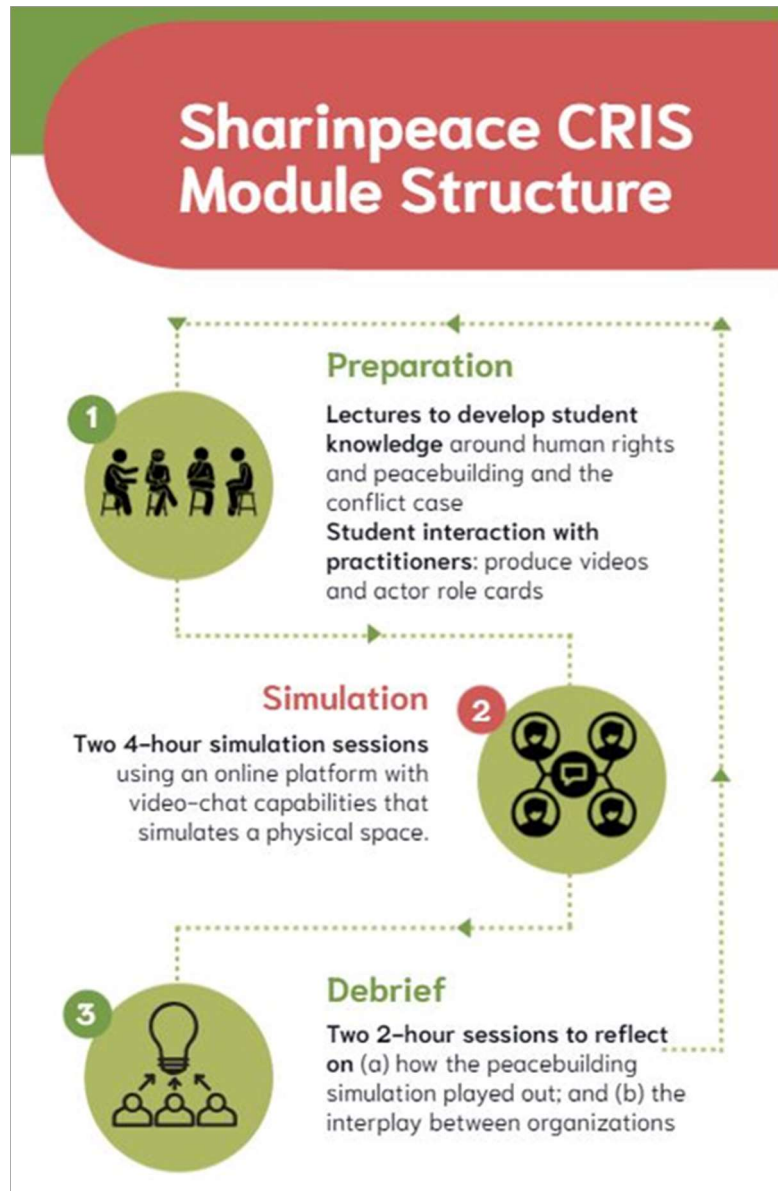 Sharinpeace CRIS
Module Structure
1
Preparation
Lectures to develop student
knowledge around human rights
and peacebuilding and the
conflict case
Student interaction with
practitioners: produce videos
and actor role cards
Simulation
2
Two 4-hour simulation sessions
using an online platform with
video-chat capabilities that
simulates a physical space.
3
Debrief
Two 2-hour sessions to reflect
on (a) how the peacebuilding
simulation played out; and (b) the
interplay between organizations